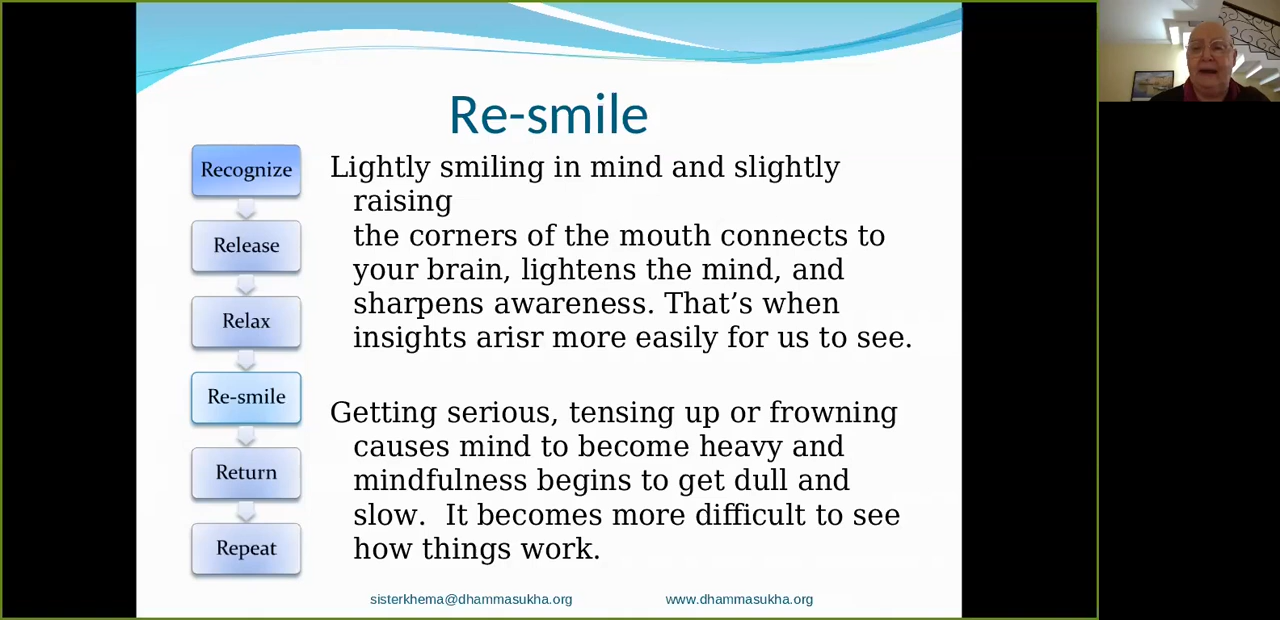 Re-smile
Recognize
Release
Relax
Re-smile
Return
Repeat
Lightly smiling in mind and slightly
raising
the corners of the mouth connects to
your brain, lightens the mind, and
sharpens awareness. That’s when
insights arisr more easily for us to see.
Getting serious, tensing up or frowning
causes mind to become heavy and
mindfulness begins to get dull and
slow.  It becomes more difficult to see
how things work.
sisterkhema@dhammasukha.org
www.dhammasukha.org